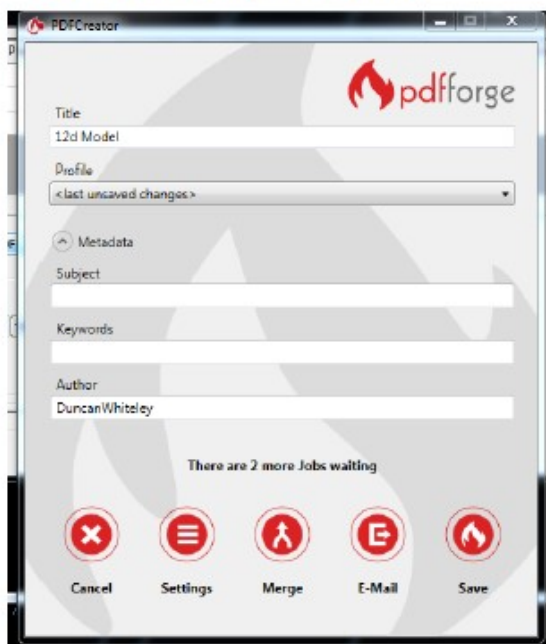 PDFCreator
pdfforge
Title
12d Model
Profile
<last unsaved changes>
Metadata
Subject
Keywords
Author
DuncanWhiteley
There are 2 more Jobs waiting
Cancel Settings Merge E-Mail Save